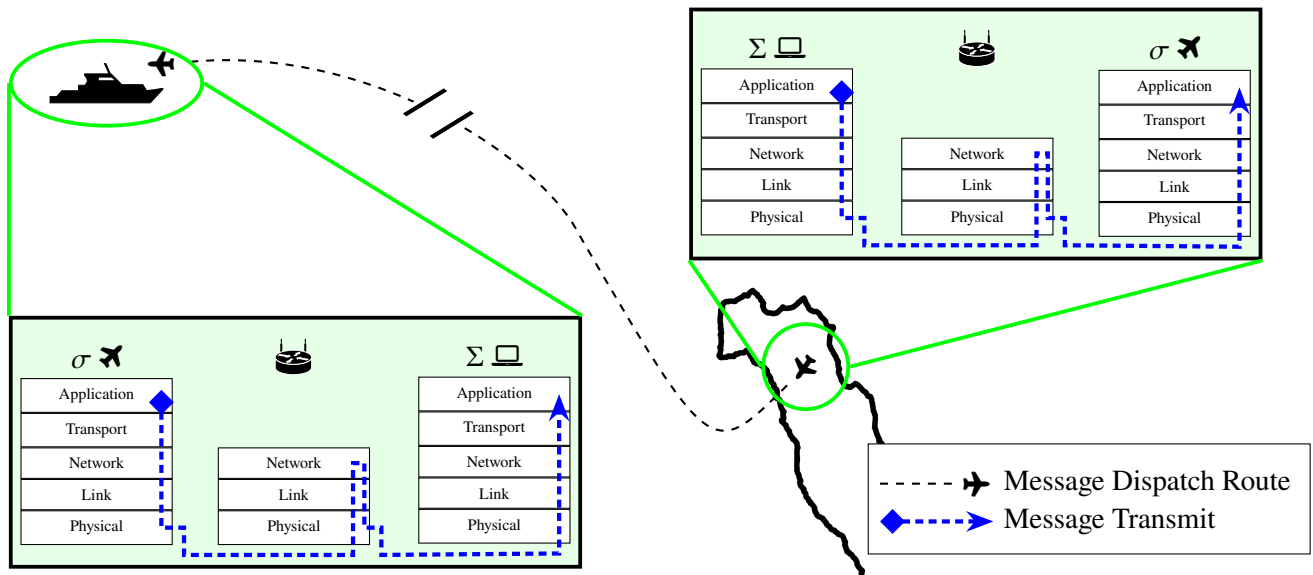 Σ
σ
Application
Transport
Network
Link
Physical
Network
Link
Physical
Application
Transport
Network
Link
Physical
σ
Σ
Application
Transport
Network
Link
Physical
Network
Link
Physical
Application
Transport
Network
Link
Physical
Message Dispatch Route
Message Transmit